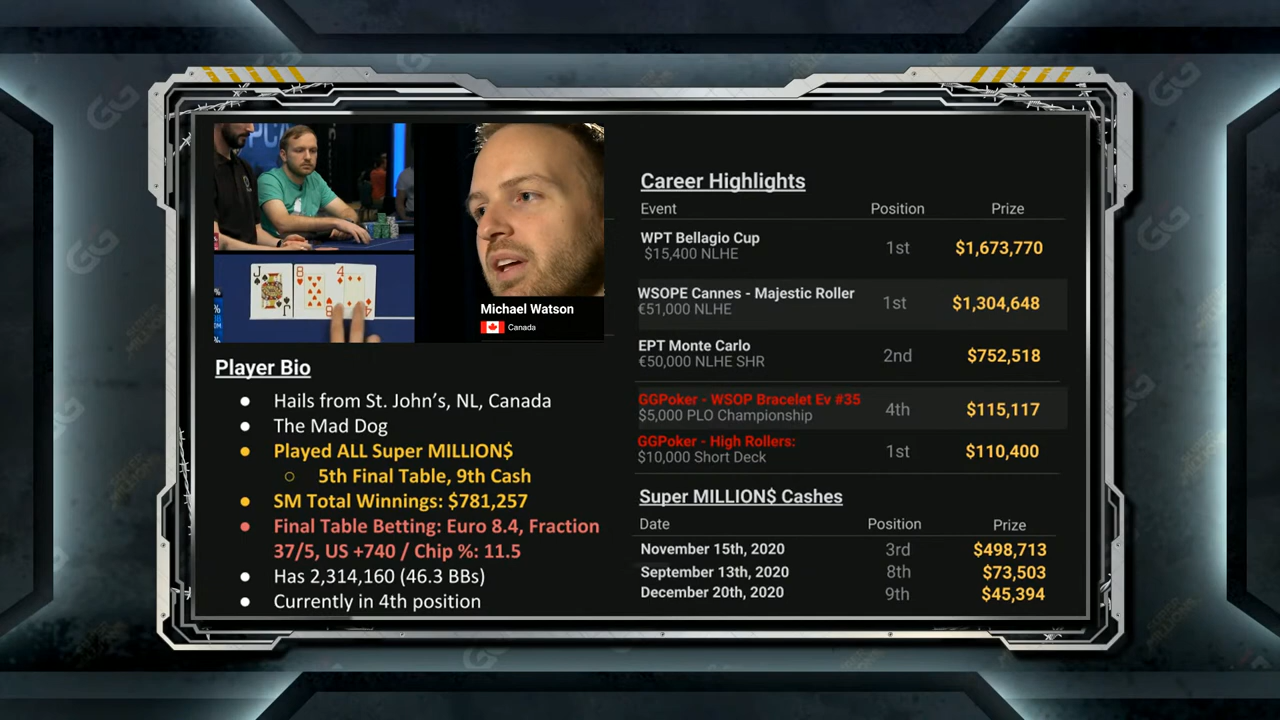 PCA
J
8
4
Michael Watson
Canada
Player Bio
Hails from St. John's, NL, Canada
The Mad Dog
Played ALL Super MILLION$
5th Final Table, 9th Cash
SM Total Winnings: $781,257
Final Table Betting: Euro 8.4, Fraction
37/5, US +740 / Chip %: 11.5
Has 2,314,160 (46.3 BBs)
Currently in 4th position
Career Highlights
Event Position Prize
WPT Bellagio Cup
$15,400 NLHE 1st $1,673,770
WSOPE Cannes - Majestic Roller
€51,000 NLHE 1st $1,304,648
EPT Monte Carlo
€50,000 NLHE SHR 2nd $752,518
GGPoker - WSOP Bracelet Ev #35
$5,000 PLO Championship 4th $115,117
GGPoker - High Rollers:
$10,000 Short Deck 1st $110,400
Super MILLION$ Cashes
Date Position Prize
November 15th, 2020 3rd $498,713
September 13th, 2020 8th $73,503
December 20th, 2020 9th $45,394